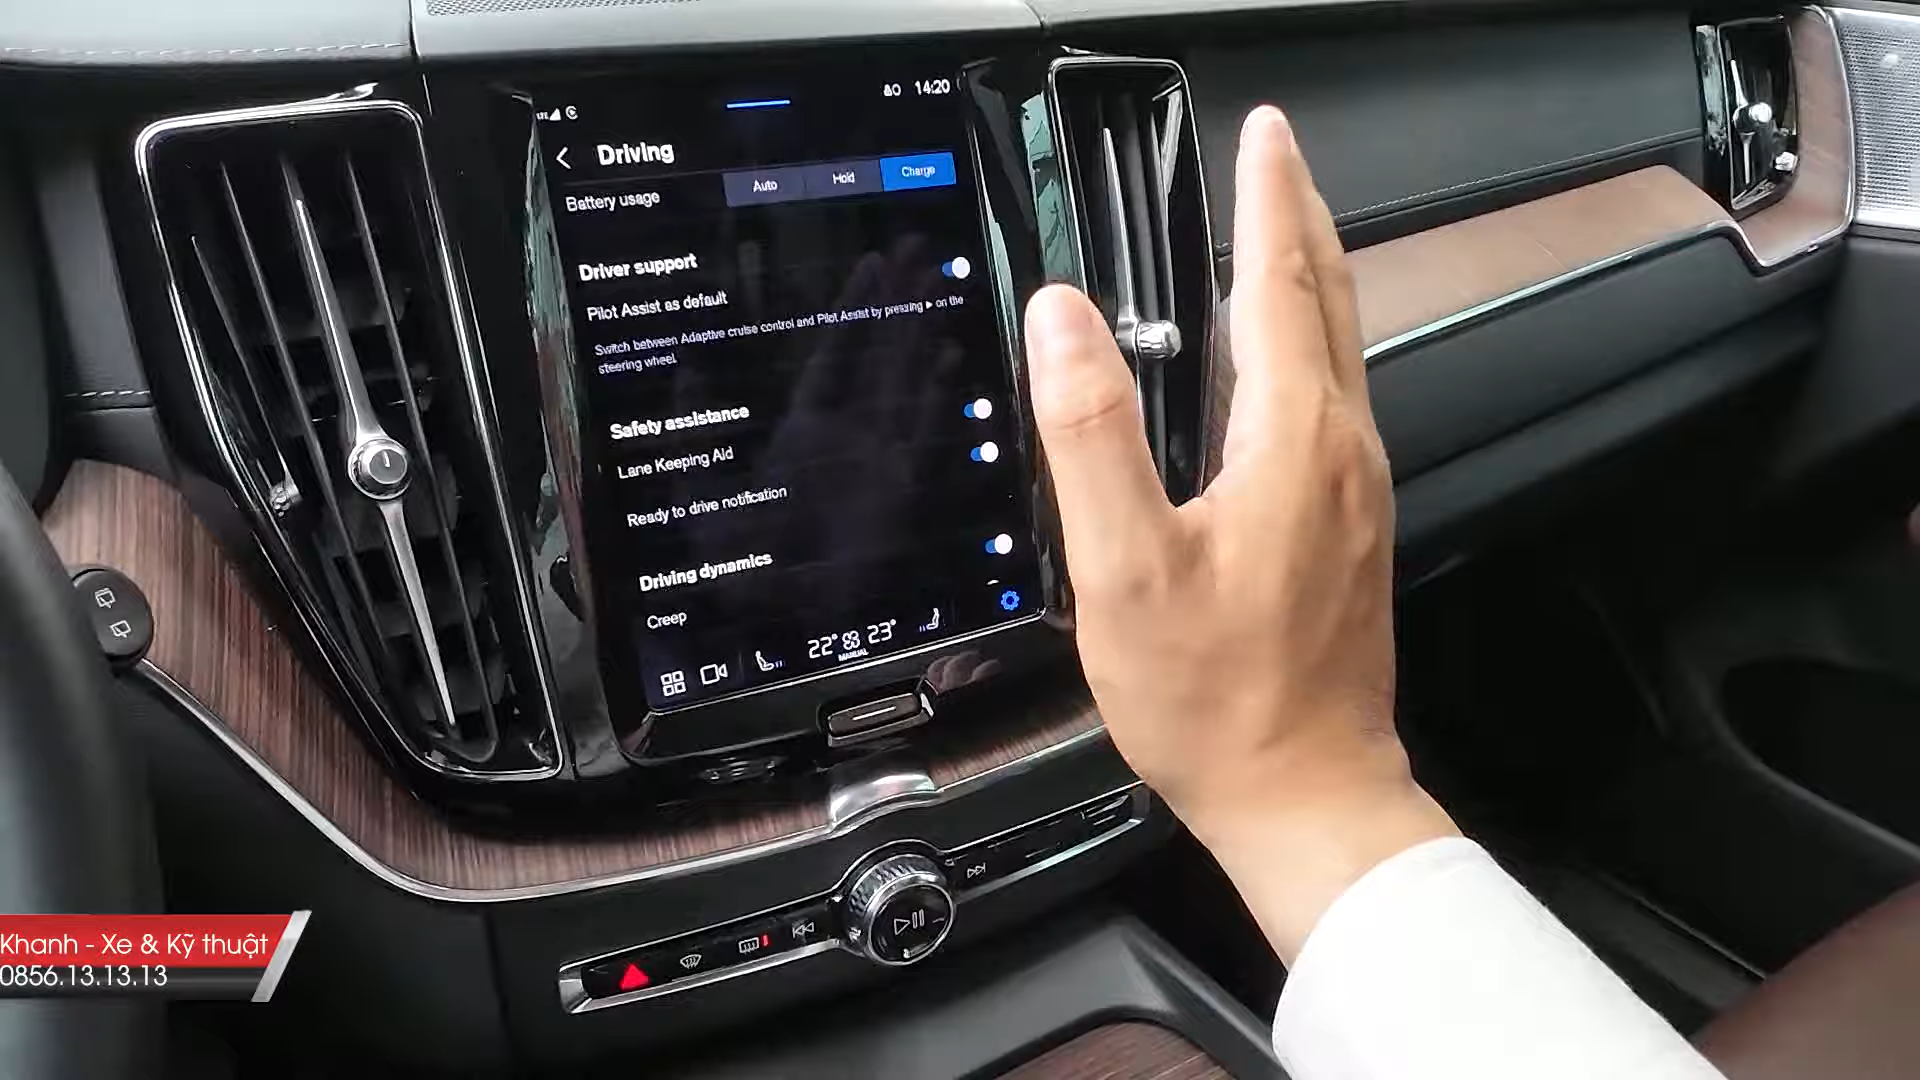 LTE
14:20
Driving
Battery usage
Auto
Hold
Charge
Driver support
Pilot Assist as default
Switch between Adaptive cruise control and Pilot Assist by pressing ▶ on the
steering wheel.
Safety assistance
Lane Keeping Aid
Ready to drive notification
Driving dynamics
Creep
22° 23°
MANUAL
Khanh - Xe & Kỹ thuật
0856.13.13.13